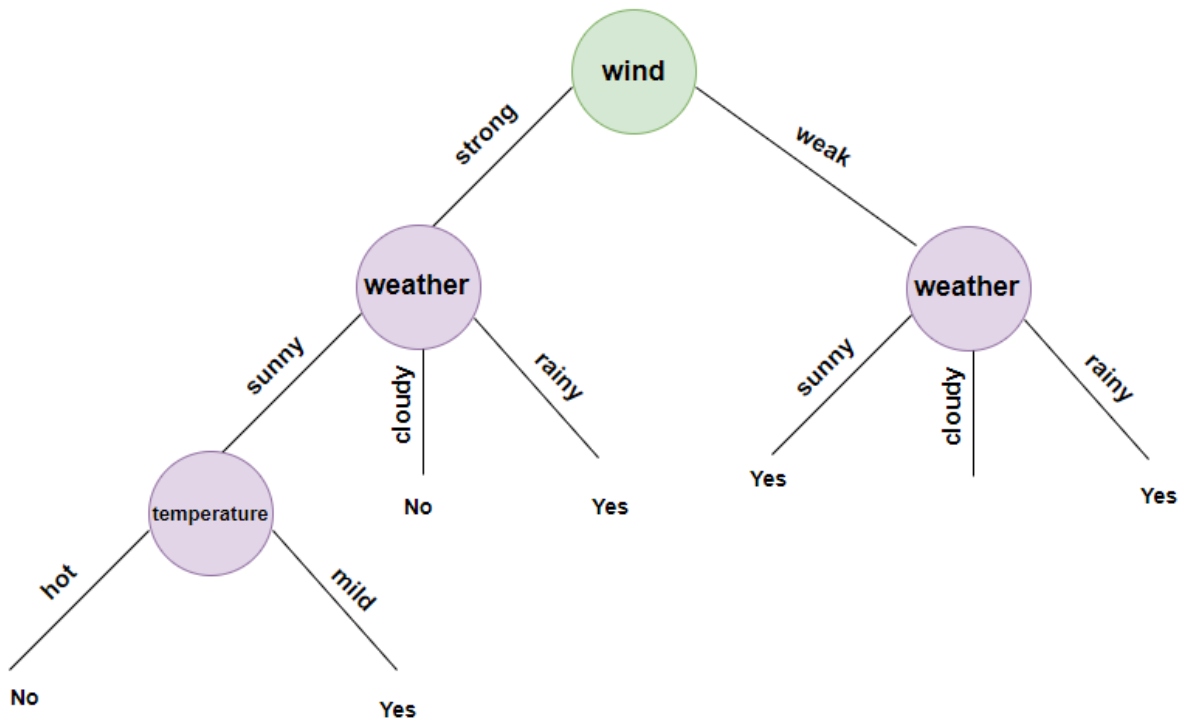 wind
strong
weak
weather
weather
sunny
cloudy
rainy
sunny
cloudy
rainy
Yes
Yes
No
Yes
temperature
hot
mild
No
Yes